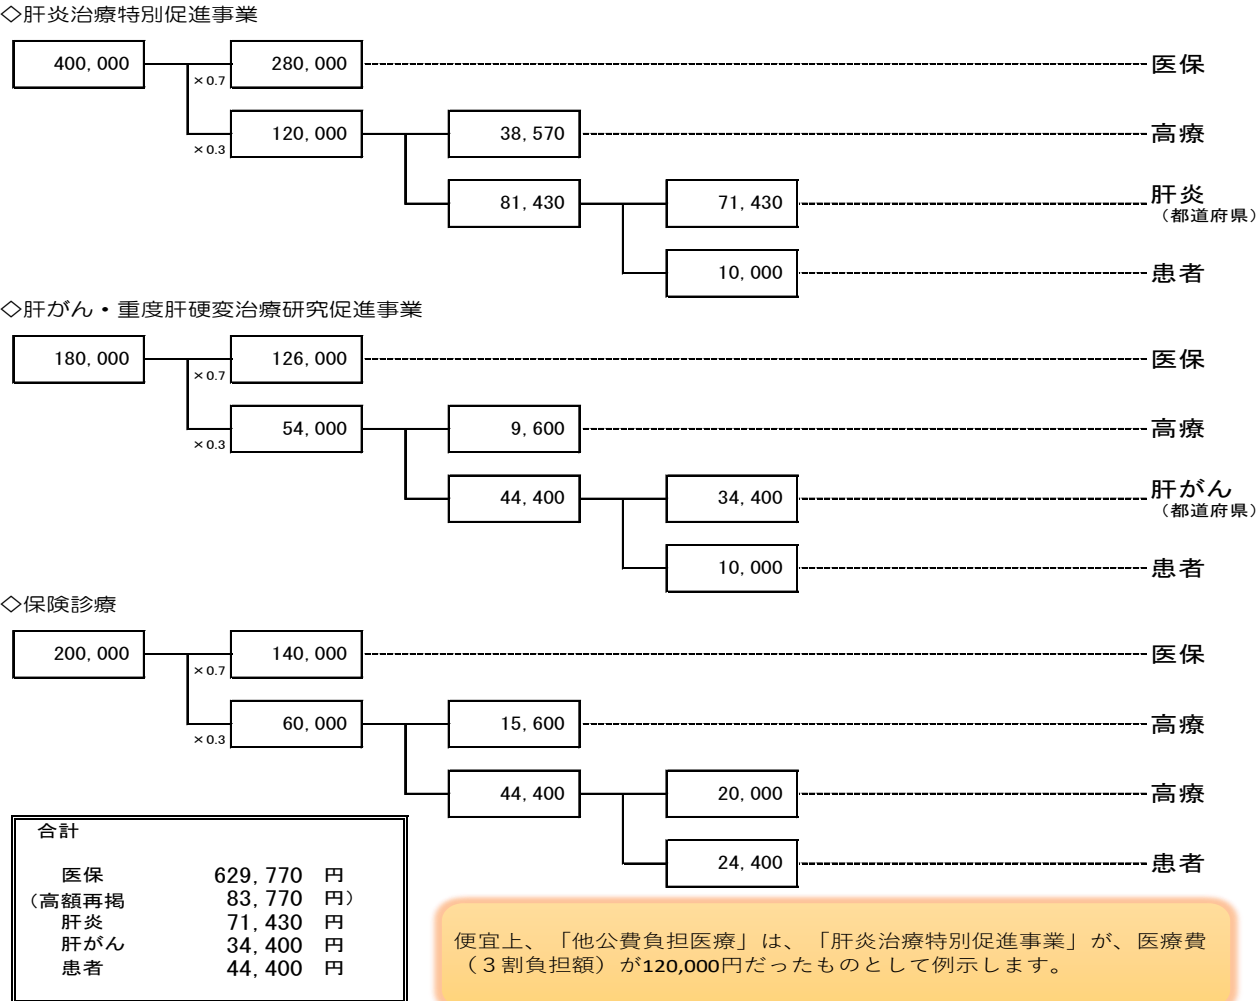 ◇肝炎治療特別促進事業
400,000 ×0.7 280,000 医保
×0.3 120,000 38,570 高療
81,430 71,430 肝炎
（都道府県）
10,000 患者
◇肝がん・重度肝硬変治療研究促進事業
180,000 ×0.7 126,000 医保
×0.3 54,000 9,600 高療
44,400 34,400 肝がん
（都道府県）
10,000 患者
◇保険診療
200,000 ×0.7 140,000 医保
×0.3 60,000 15,600 高療
44,400 20,000 高療
24,400 患者
合計
医保 629,770 円
（高額再掲 83,770 円）
肝炎 71,430 円
肝がん 34,400 円
患者 44,400 円
便宜上、「他公費負担医療」は、「肝炎治療特別促進事業」が、医療費
（３割負担額）が120,000円だったものとして例示します。